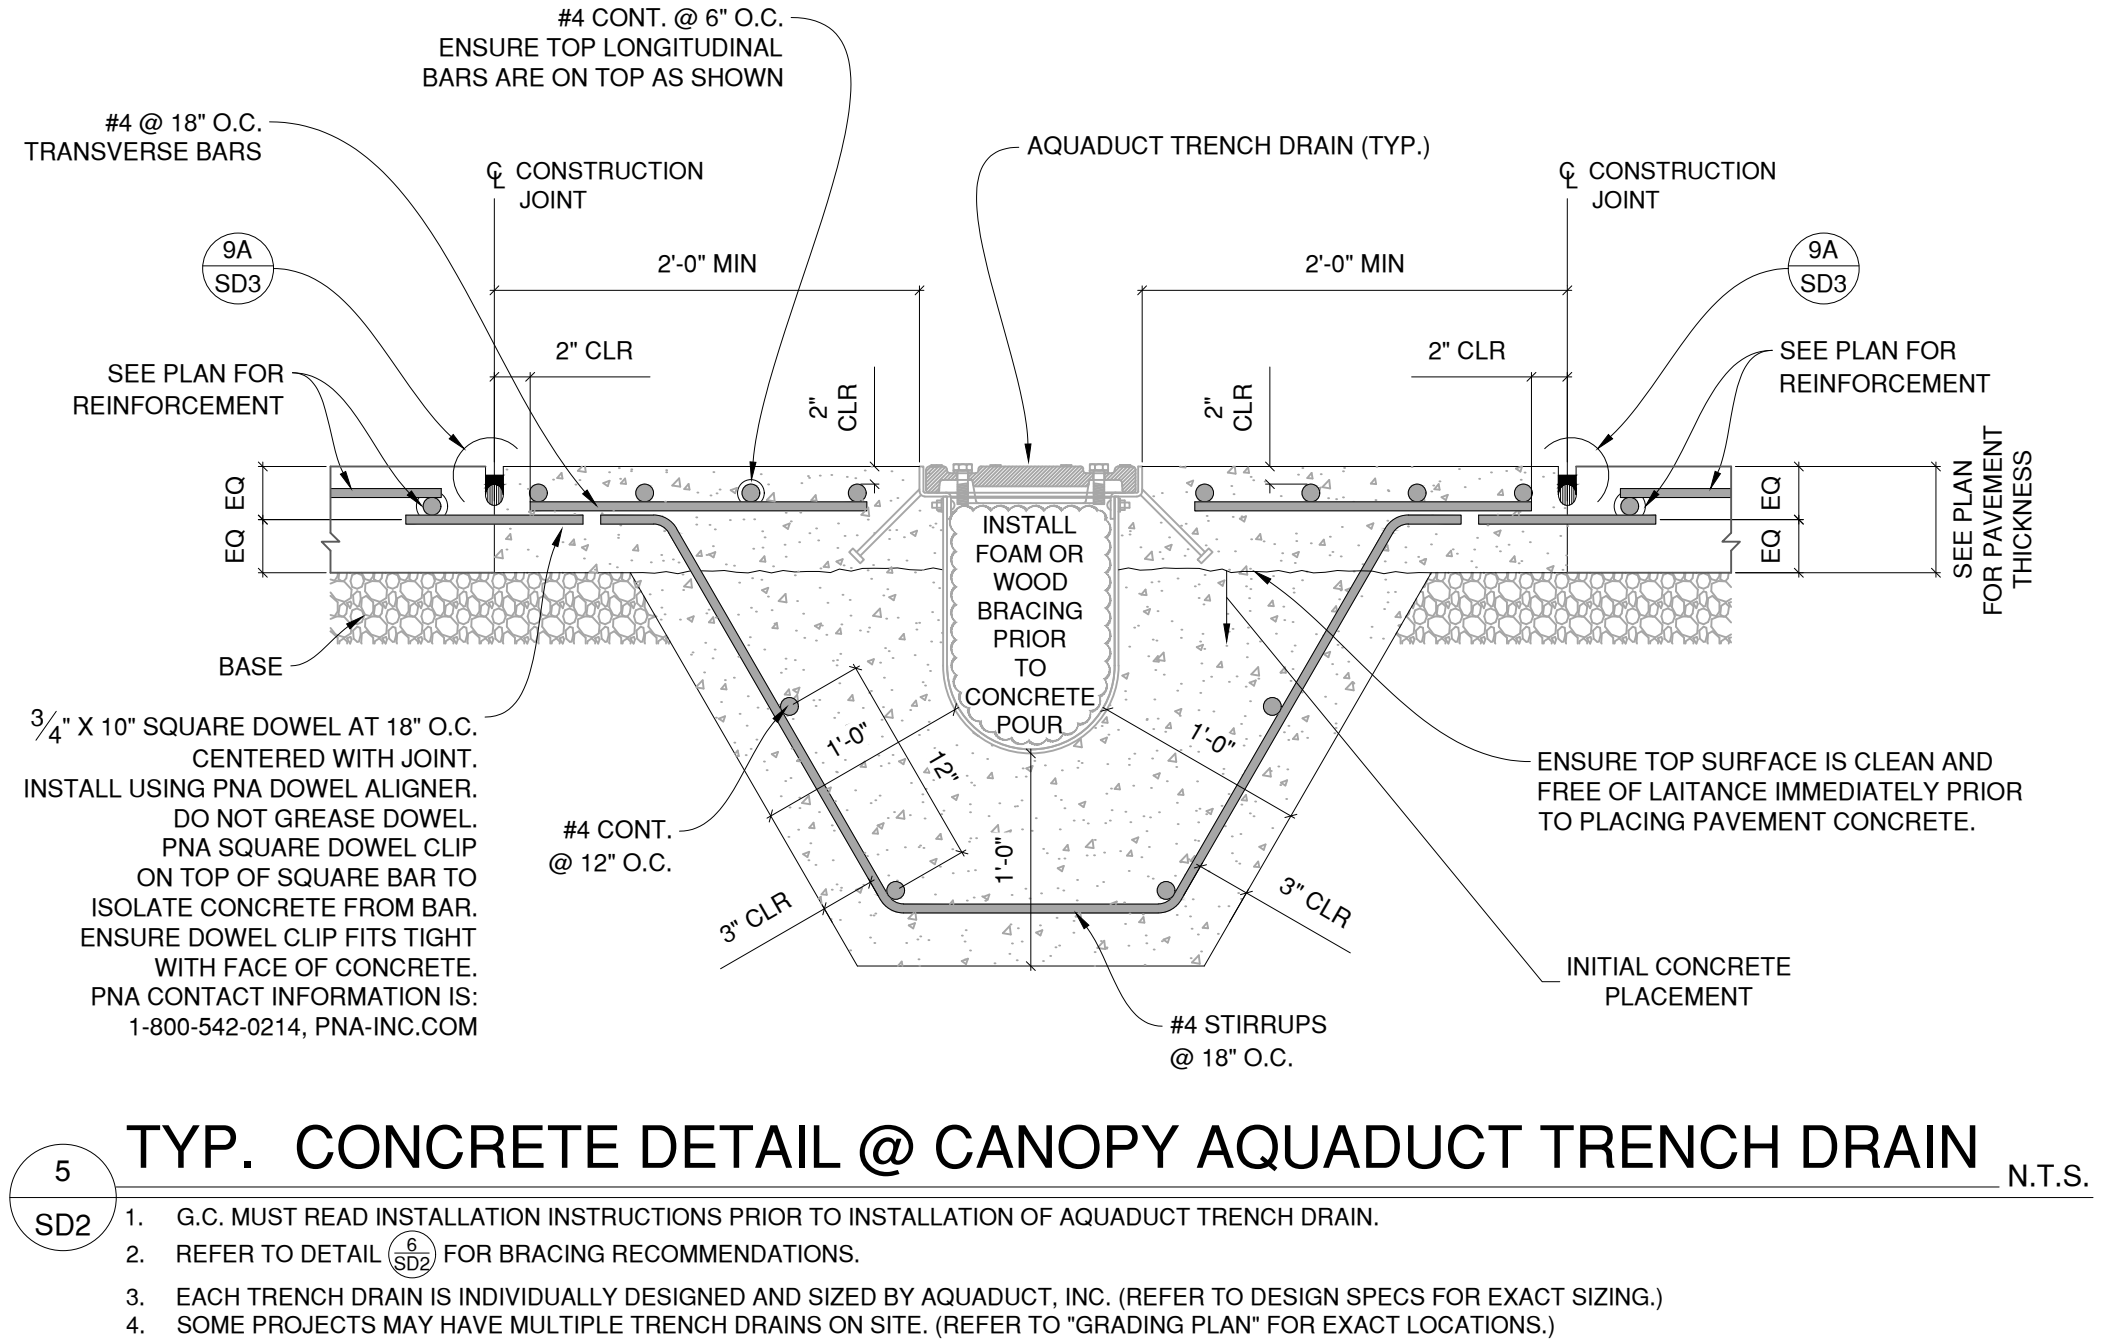 #4 CONT. @ 6" O.C.
ENSURE TOP LONGITUDINAL
BARS ARE ON TOP AS SHOWN
#4 @ 18" O.C.
TRANSVERSE BARS
AQUADUCT TRENCH DRAIN (TYP.)
℄ CONSTRUCTION
JOINT
℄ CONSTRUCTION
JOINT
9A
SD3
2'-0" MIN
2'-0" MIN
9A
SD3
2" CLR
2" CLR
SEE PLAN FOR
REINFORCEMENT
2"
CLR
2"
CLR
SEE PLAN FOR
REINFORCEMENT
EQ
EQ
EQ
EQ
SEE PLAN
FOR PAVEMENT
THICKNESS
INSTALL
FOAM OR
WOOD
BRACING
PRIOR
TO
CONCRETE
POUR
BASE
3/4" X 10" SQUARE DOWEL AT 18" O.C.
CENTERED WITH JOINT.
INSTALL USING PNA DOWEL ALIGNER.
DO NOT GREASE DOWEL.
PNA SQUARE DOWEL CLIP
ON TOP OF SQUARE BAR TO
ISOLATE CONCRETE FROM BAR.
ENSURE DOWEL CLIP FITS TIGHT
WITH FACE OF CONCRETE.
PNA CONTACT INFORMATION IS:
1-800-542-0214, PNA-INC.COM
1'-0"
12"
1'-0"
1'-0"
#4 CONT.
@ 12" O.C.
3" CLR
3" CLR
ENSURE TOP SURFACE IS CLEAN AND
FREE OF LAITANCE IMMEDIATELY PRIOR
TO PLACING PAVEMENT CONCRETE.
INITIAL CONCRETE
PLACEMENT
#4 STIRRUPS
@ 18" O.C.
5
SD2
TYP. CONCRETE DETAIL @ CANOPY AQUADUCT TRENCH DRAIN N.T.S.
1. G.C. MUST READ INSTALLATION INSTRUCTIONS PRIOR TO INSTALLATION OF AQUADUCT TRENCH DRAIN.
2. REFER TO DETAIL 6/SD2 FOR BRACING RECOMMENDATIONS.
3. EACH TRENCH DRAIN IS INDIVIDUALLY DESIGNED AND SIZED BY AQUADUCT, INC. (REFER TO DESIGN SPECS FOR EXACT SIZING.)
4. SOME PROJECTS MAY HAVE MULTIPLE TRENCH DRAINS ON SITE. (REFER TO "GRADING PLAN" FOR EXACT LOCATIONS.)